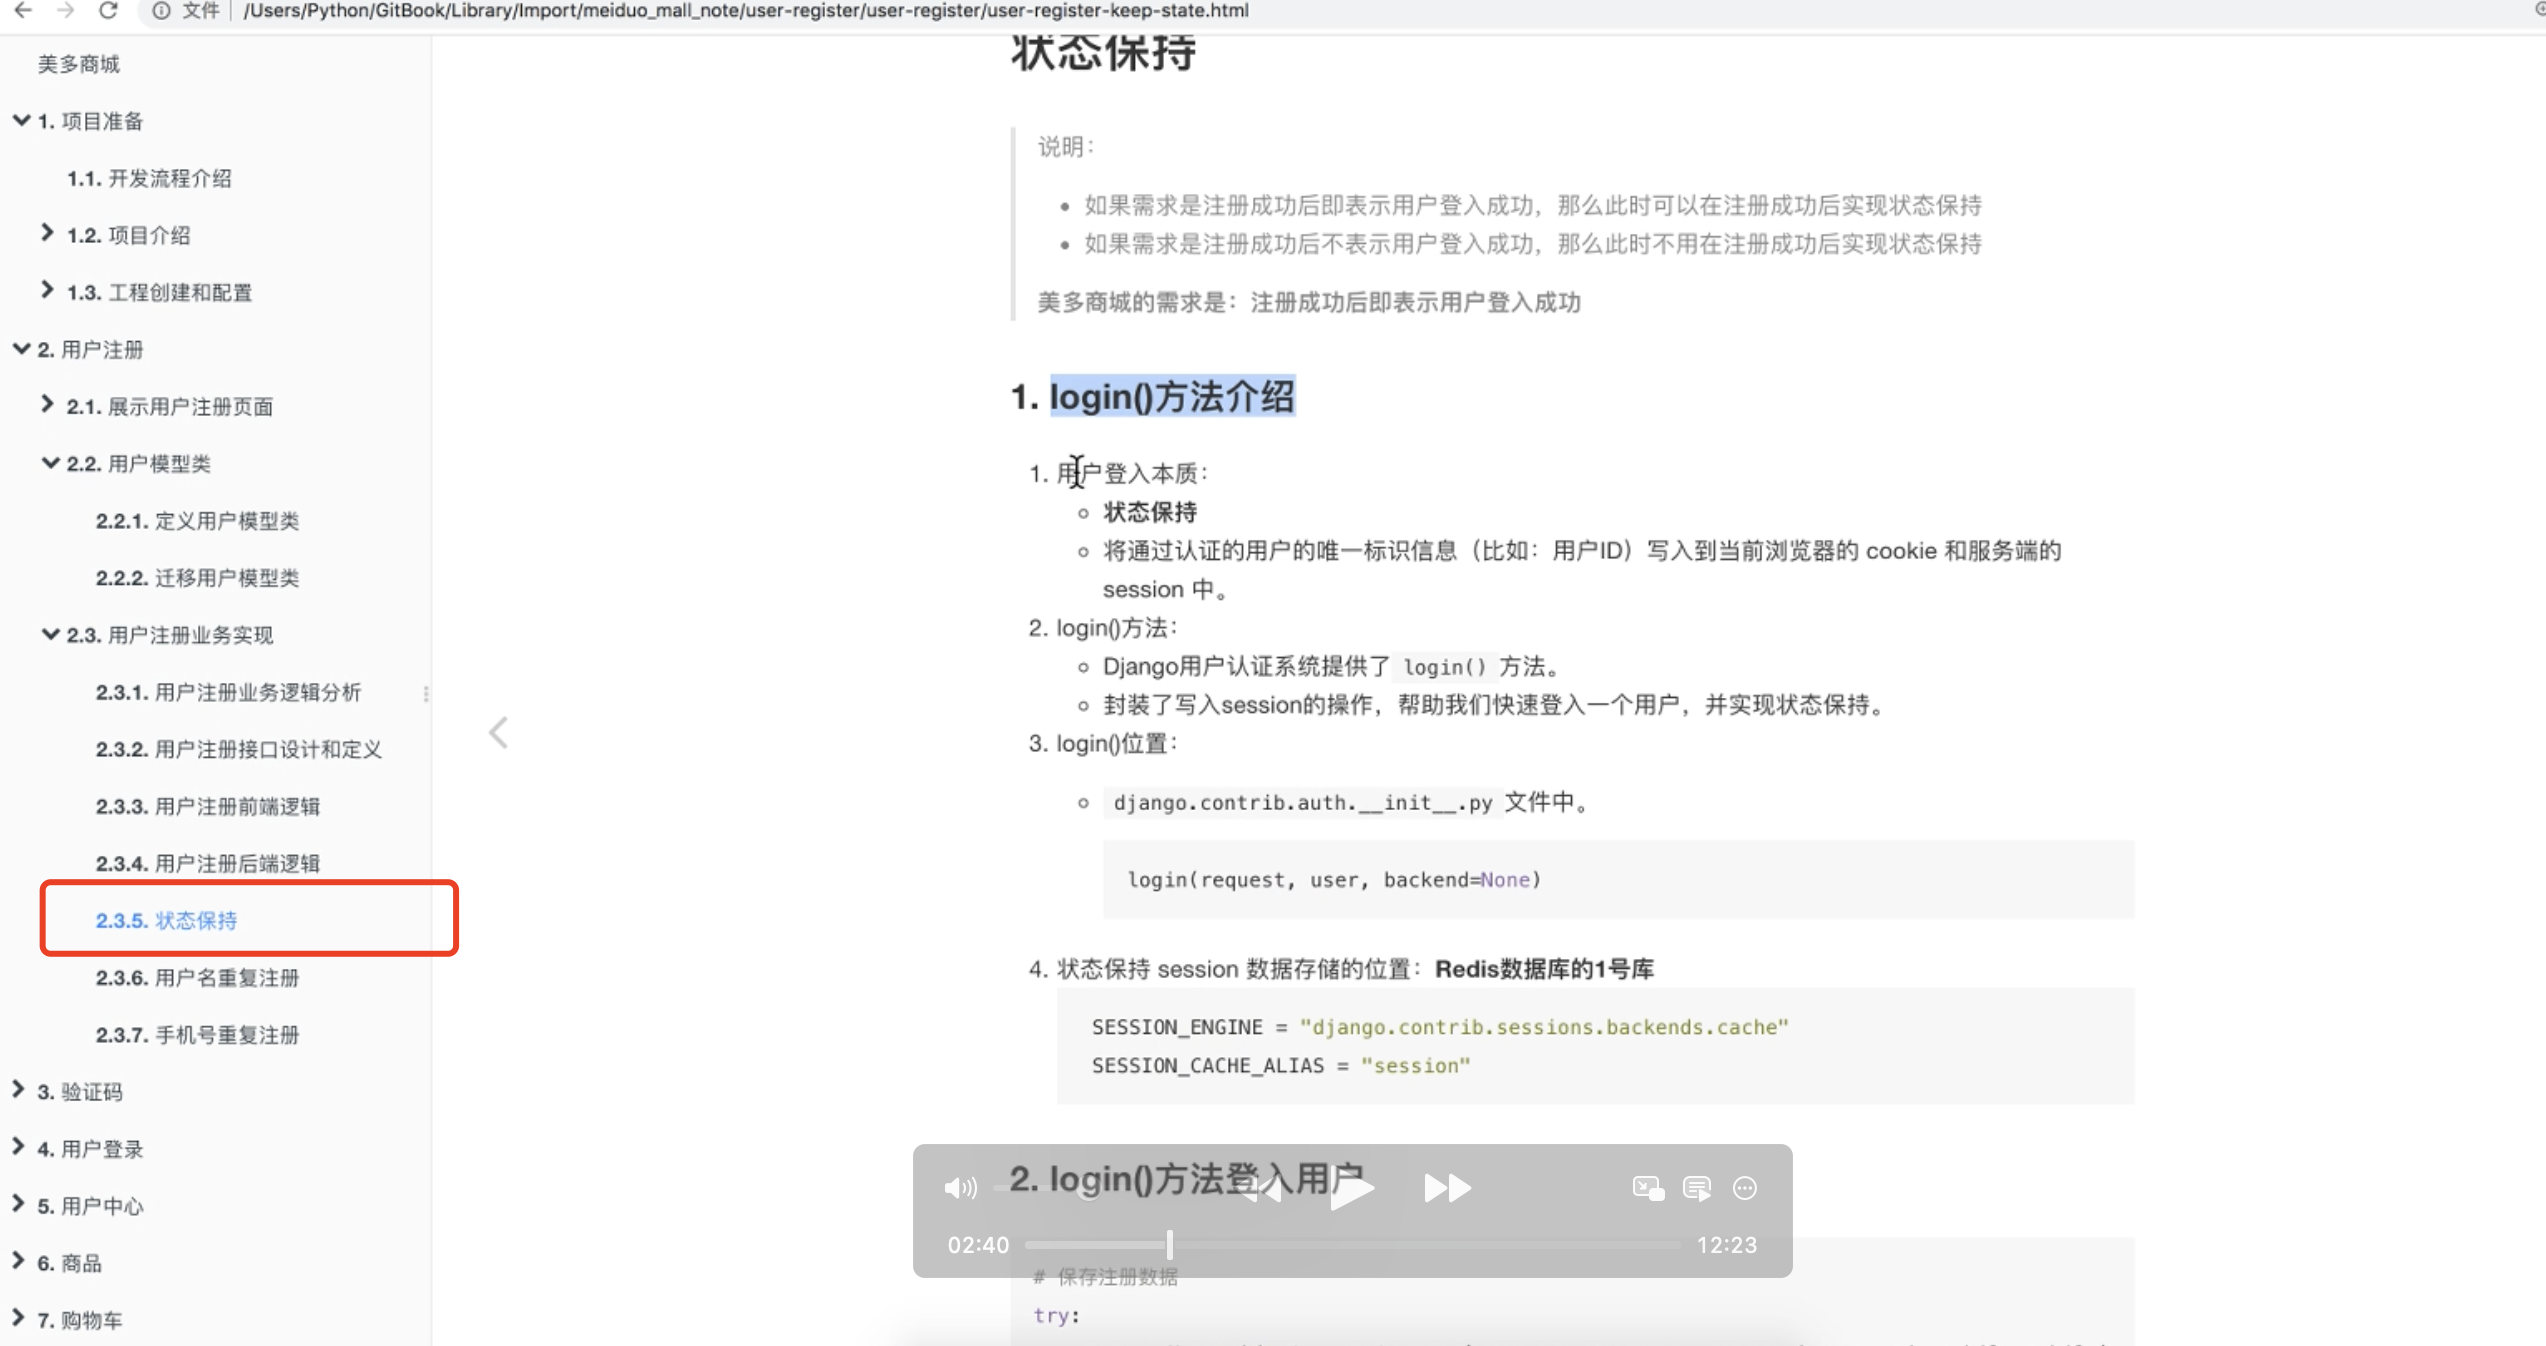 文件 /Users/Python/GitBook/Library/Import/meiduo_mall_note/user-register/user-register/user-register-keep-state.html
美多商城
1. 项目准备
1.1. 开发流程介绍
1.2. 项目介绍
1.3. 工程创建和配置
2. 用户注册
2.1. 展示用户注册页面
2.2. 用户模型类
2.2.1. 定义用户模型类
2.2.2. 迁移用户模型类
2.3. 用户注册业务实现
2.3.1. 用户注册业务逻辑分析
2.3.2. 用户注册接口设计和定义
2.3.3. 用户注册前端逻辑
2.3.4. 用户注册后端逻辑
2.3.5. 状态保持
2.3.6. 用户名重复注册
2.3.7. 手机号重复注册
3. 验证码
4. 用户登录
5. 用户中心
6. 商品
7. 购物车
状态保持
说明：
• 如果需求是注册成功后即表示用户登入成功，那么此时可以在注册成功后实现状态保持
• 如果需求是注册成功后不表示用户登入成功，那么此时不用在注册成功后实现状态保持
美多商城的需求是：注册成功后即表示用户登入成功
1. login()方法介绍
1. 用户登入本质：
状态保持
将通过认证的用户的唯一标识信息（比如：用户ID）写入到当前浏览器的 cookie 和服务端的
session 中。
2. login()方法：
Django用户认证系统提供了 login() 方法。
封装了写入session的操作，帮助我们快速登入一个用户，并实现状态保持。
3. login()位置：
django.contrib.auth.__init__.py 文件中。
login(request, user, backend=None)
4. 状态保持 session 数据存储的位置：Redis数据库的1号库
SESSION_ENGINE = "django.contrib.sessions.backends.cache"
SESSION_CACHE_ALIAS = "session"
2. login()方法登入用户
02:40 12:23
# 保存注册数据
try: